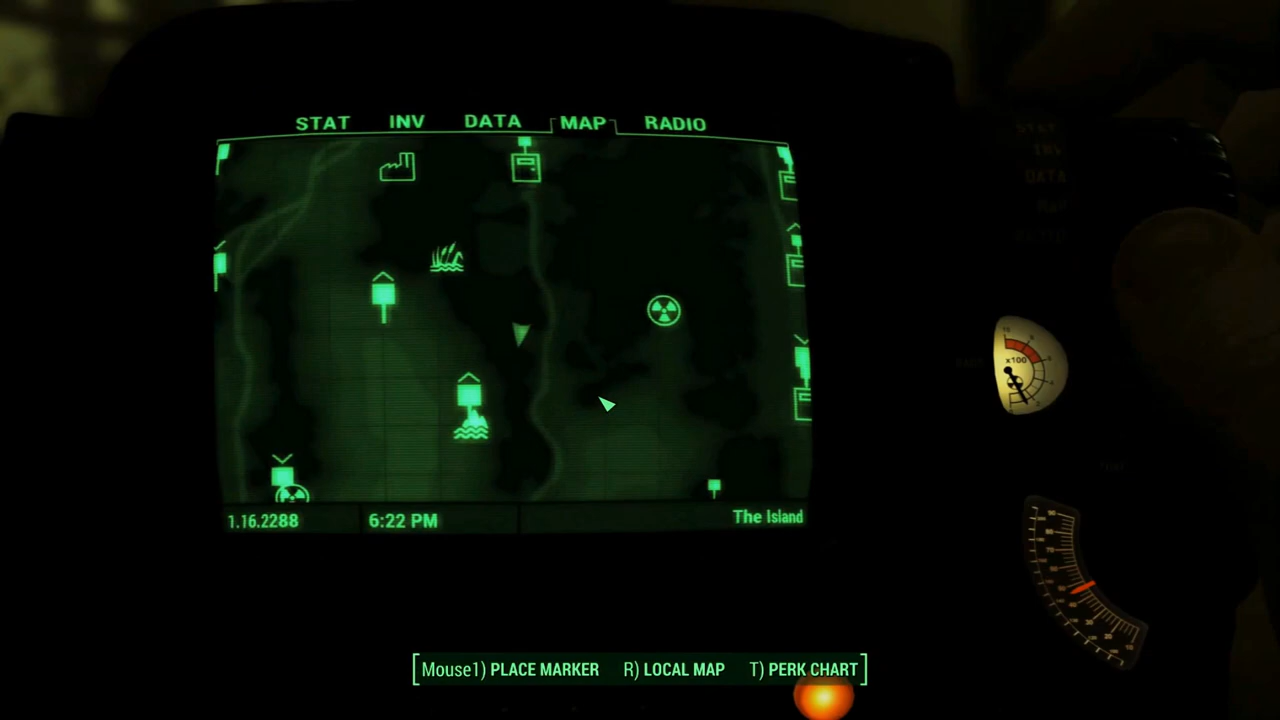 STAT INV DATA MAP RADIO
x100
1.16.2288 6:22 PM The Island
Mouse1) PLACE MARKER R) LOCAL MAP T) PERK CHART